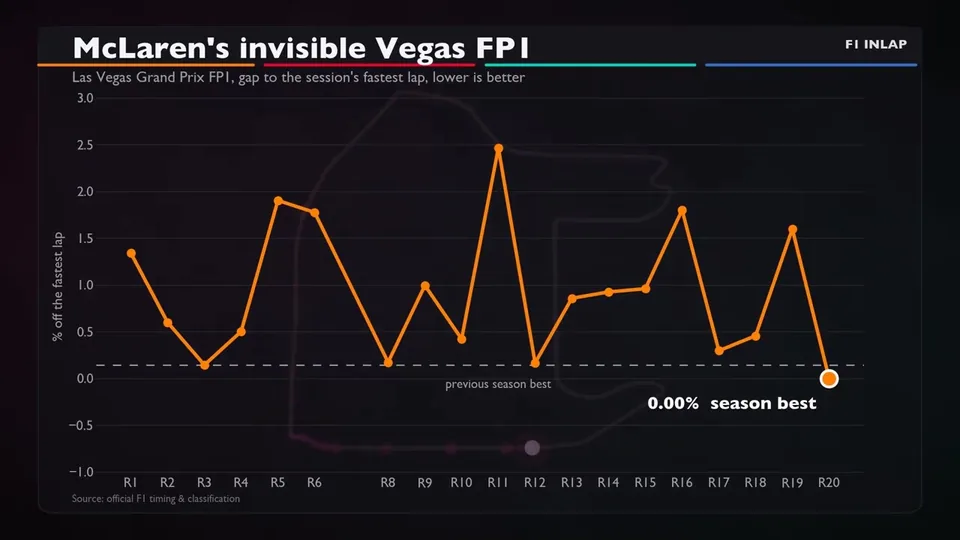 McLaren's invisible Vegas FP1
F1 INLAP
Las Vegas Grand Prix FP1, gap to the session's fastest lap, lower is better
3.0
2.5
2.0
1.5
1.0
0.5
0.0
−0.5
−1.0
% off the fastest lap
previous season best
0.00% season best
R1 R2 R3 R4 R5 R6 R8 R9 R10 R11 R12 R13 R14 R15 R16 R17 R18 R19 R20
Source: official F1 timing & classification